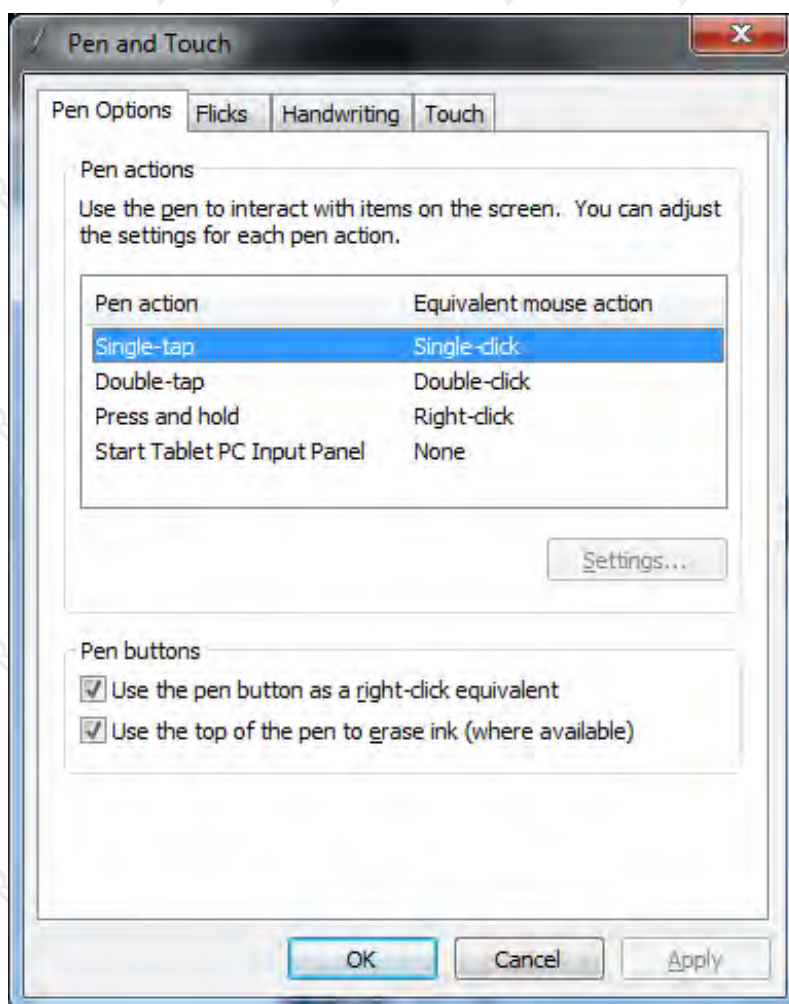 Pen and Touch
Pen Options Flicks Handwriting Touch
Pen actions
Use the pen to interact with items on the screen. You can adjust
the settings for each pen action.
Pen action Equivalent mouse action
Single-tap Single-click
Double-tap Double-click
Press and hold Right-click
Start Tablet PC Input Panel None
Settings...
Pen buttons
Use the pen button as a right-click equivalent
Use the top of the pen to erase ink (where available)
OK Cancel Apply